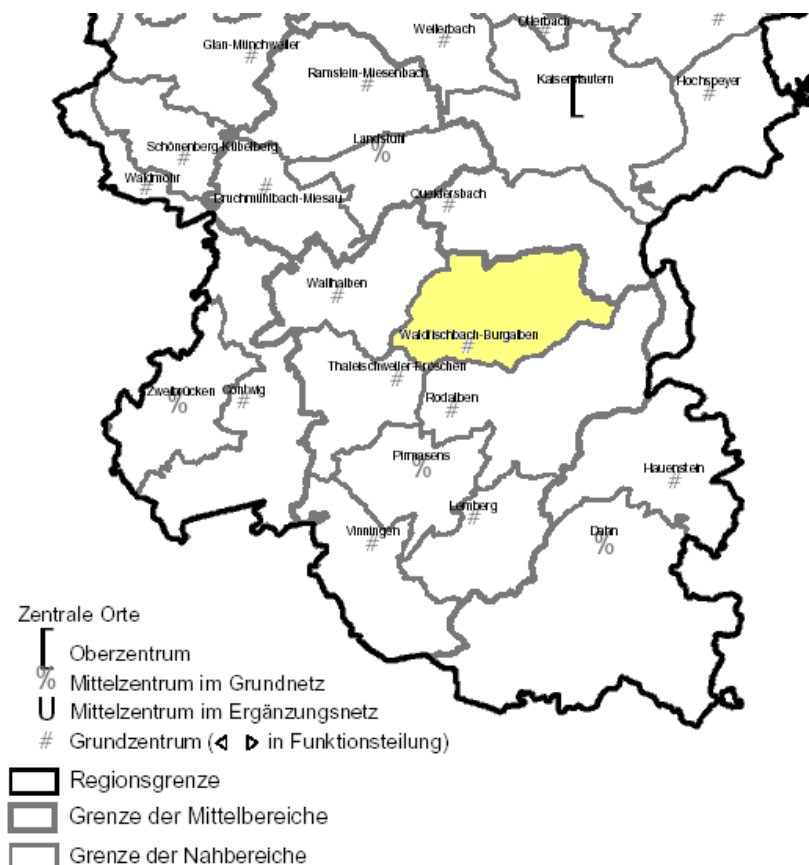 Otterbach
Weilerbach
Glan-Münchweiler
#
#
Ramstein-Miesenbach
Kaiserslautern
Hochspeyer
#
[
#
Landstuhl
Schönenberg-Kübelberg
%
#
Waldmohr
#
#
Bruchmühlbach-Miesau
Queidersbach
#
Wallhalben
#
Waldfischbach-Burgalben
#
Thaleischweiler-Fröschen
#
Zweibrücken
Contwig
%
#
Rodalben
#
Pirmasens
%
Hauenstein
#
Lemberg
#
Vinningen
#
Dahn
%
Zentrale Orte
[ Oberzentrum
% Mittelzentrum im Grundnetz
U Mittelzentrum im Ergänzungsnetz
# Grundzentrum (◁ ▷ in Funktionsteilung)
Regionsgrenze
Grenze der Mittelbereiche
Grenze der Nahbereiche